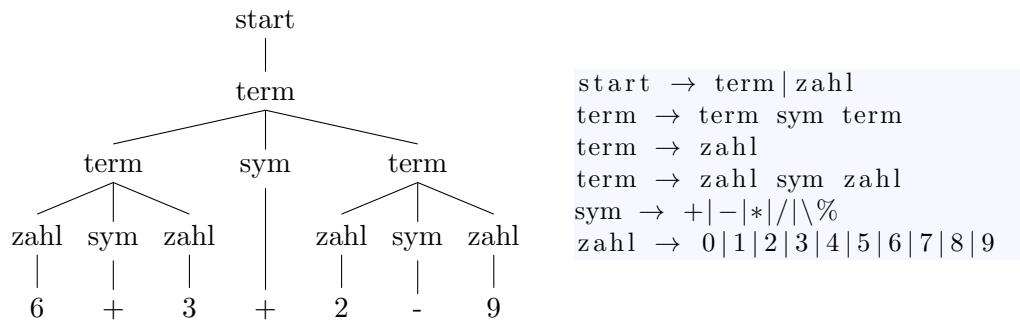 start
term
term sym term
zahl sym zahl zahl sym zahl
6 + 3 + 2 - 9
start → term|zahl
term → term sym term
term → zahl
term → zahl sym zahl
sym → +|−|*|/|\%
zahl → 0|1|2|3|4|5|6|7|8|9